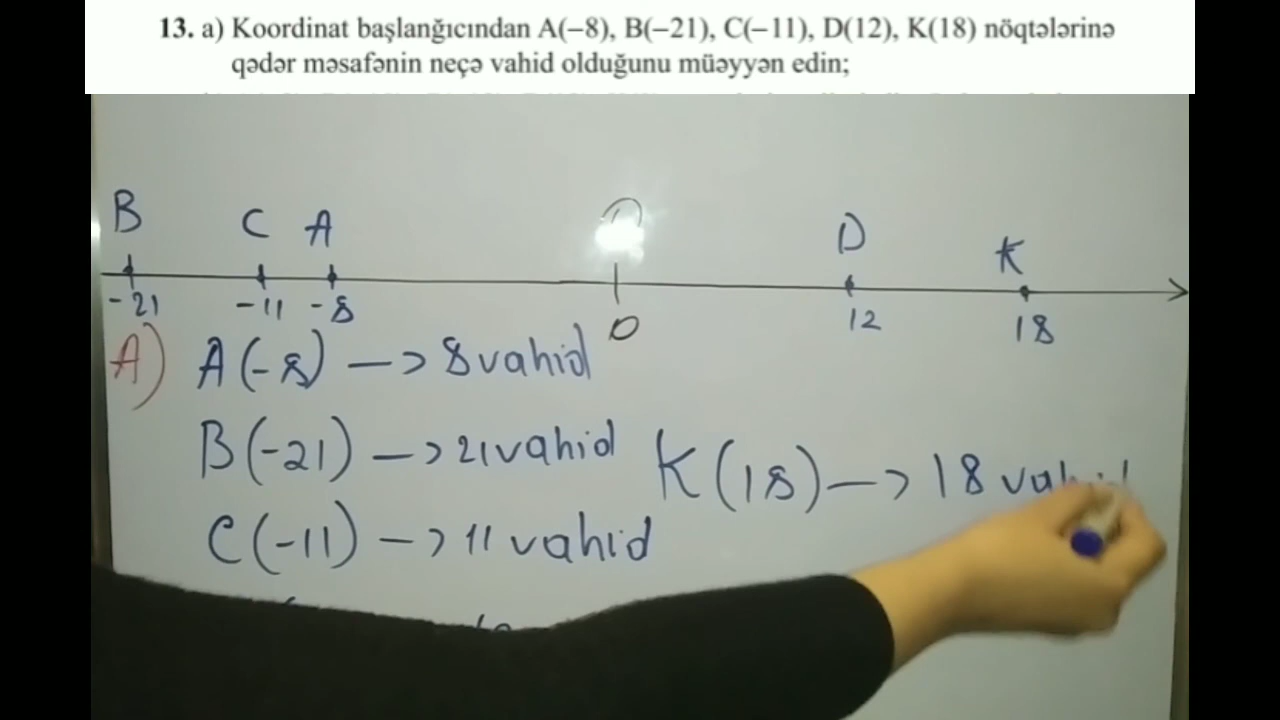 13. a) Koordinat başlanğıcından A(–8), B(–21), C(–11), D(12), K(18) nöqtələrinə
qədər məsafənin neçə vahid olduğunu müəyyən edin;
B C A D K
-21 -11 -8 0 12 18
A) A(-8) —> 8 vahid
B(-21) —> 21 vahid
K(18) —> 18
C(-11) —> 11 vahid